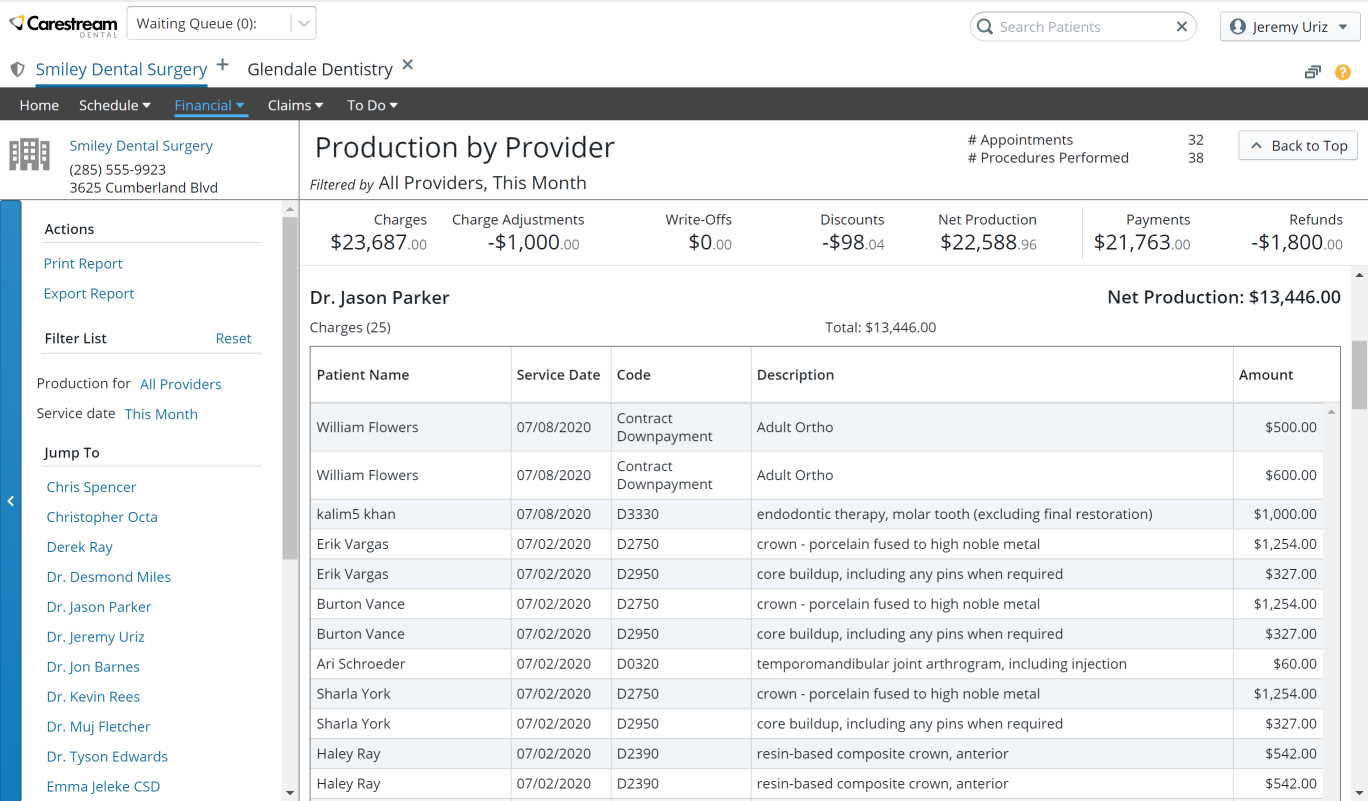 Carestream
DENTAL
Waiting Queue (0):
Search Patients
Jeremy Uriz
Smiley Dental Surgery
Glendale Dentistry
?
Home Schedule Financial Claims To Do
Smiley Dental Surgery
(285) 555-9923
3625 Cumberland Blvd
Production by Provider
Filtered by All Providers, This Month
# Appointments 32
# Procedures Performed 38
Back to Top
Actions
Print Report
Export Report
Filter List Reset
Production for All Providers
Service date This Month
Jump To
Chris Spencer
Christopher Octa
Derek Ray
Dr. Desmond Miles
Dr. Jason Parker
Dr. Jeremy Uriz
Dr. Jon Barnes
Dr. Kevin Rees
Dr. Muj Fletcher
Dr. Tyson Edwards
Emma Jeleke CSD
Charges Charge Adjustments Write-Offs Discounts Net Production Payments Refunds
$23,687.00 -$1,000.00 $0.00 -$98.04 $22,588.96 $21,763.00 -$1,800.00
Dr. Jason Parker Net Production: $13,446.00
Charges (25) Total: $13,446.00
Patient Name Service Date Code Description Amount
William Flowers 07/08/2020 Contract Downpayment Adult Ortho $500.00
William Flowers 07/08/2020 Contract Downpayment Adult Ortho $600.00
kalim5 khan 07/08/2020 D3330 endodontic therapy, molar tooth (excluding final restoration) $1,000.00
Erik Vargas 07/02/2020 D2750 crown - porcelain fused to high noble metal $1,254.00
Erik Vargas 07/02/2020 D2950 core buildup, including any pins when required $327.00
Burton Vance 07/02/2020 D2750 crown - porcelain fused to high noble metal $1,254.00
Burton Vance 07/02/2020 D2950 core buildup, including any pins when required $327.00
Ari Schroeder 07/02/2020 D0320 temporomandibular joint arthrogram, including injection $60.00
Sharla York 07/02/2020 D2750 crown - porcelain fused to high noble metal $1,254.00
Sharla York 07/02/2020 D2950 core buildup, including any pins when required $327.00
Haley Ray 07/02/2020 D2390 resin-based composite crown, anterior $542.00
Haley Ray 07/02/2020 D2390 resin-based composite crown, anterior $542.00